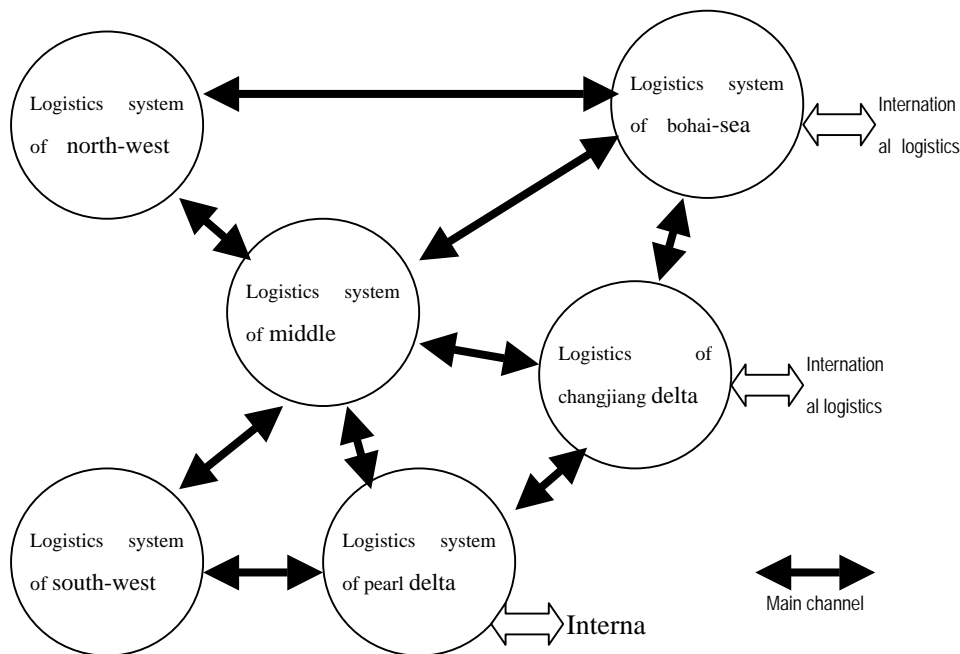 Logistics system
of north-west
Logistics system
of bohai-sea
Internation
al logistics
Logistics system
of middle
Logistics of
changjiang delta
Internation
al logistics
Logistics system
of south-west
Logistics system
of pearl delta
Interna
Main channel